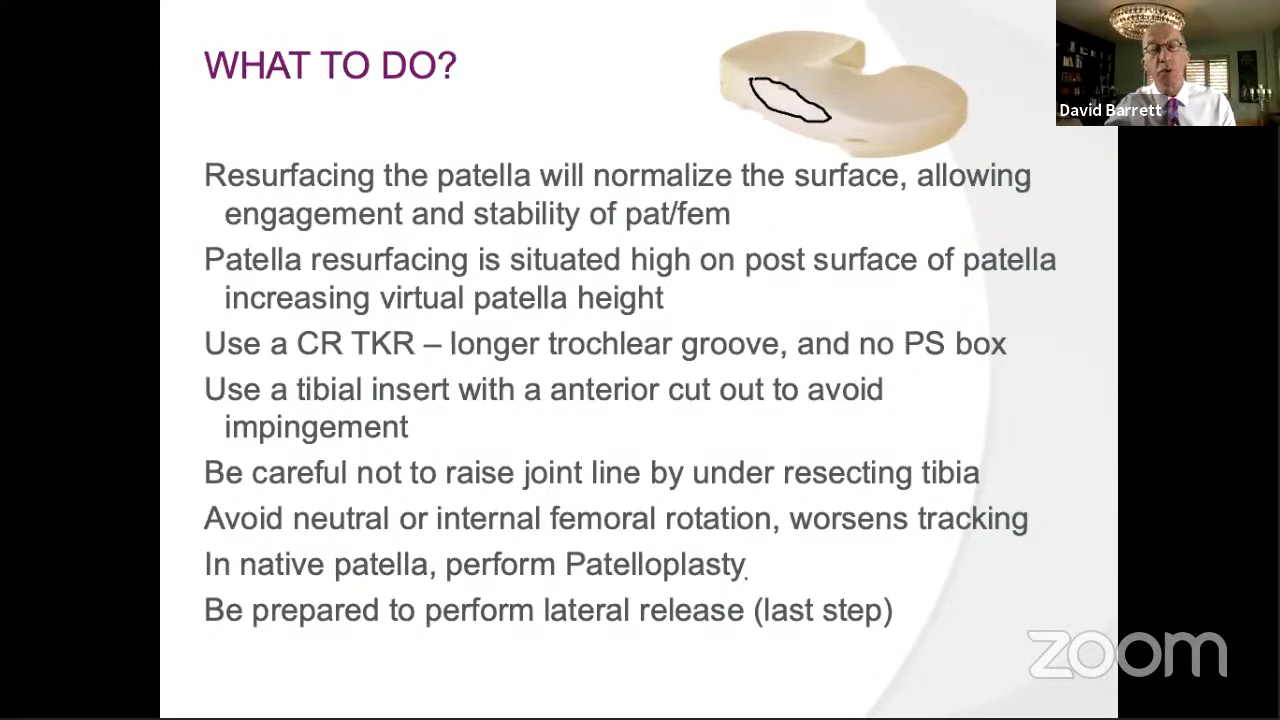 WHAT TO DO?
David Barrett
Resurfacing the patella will normalize the surface, allowing
engagement and stability of pat/fem
Patella resurfacing is situated high on post surface of patella
increasing virtual patella height
Use a CR TKR – longer trochlear groove, and no PS box
Use a tibial insert with a anterior cut out to avoid
impingement
Be careful not to raise joint line by under resecting tibia
Avoid neutral or internal femoral rotation, worsens tracking
In native patella, perform Patelloplasty.
Be prepared to perform lateral release (last step)
zoom